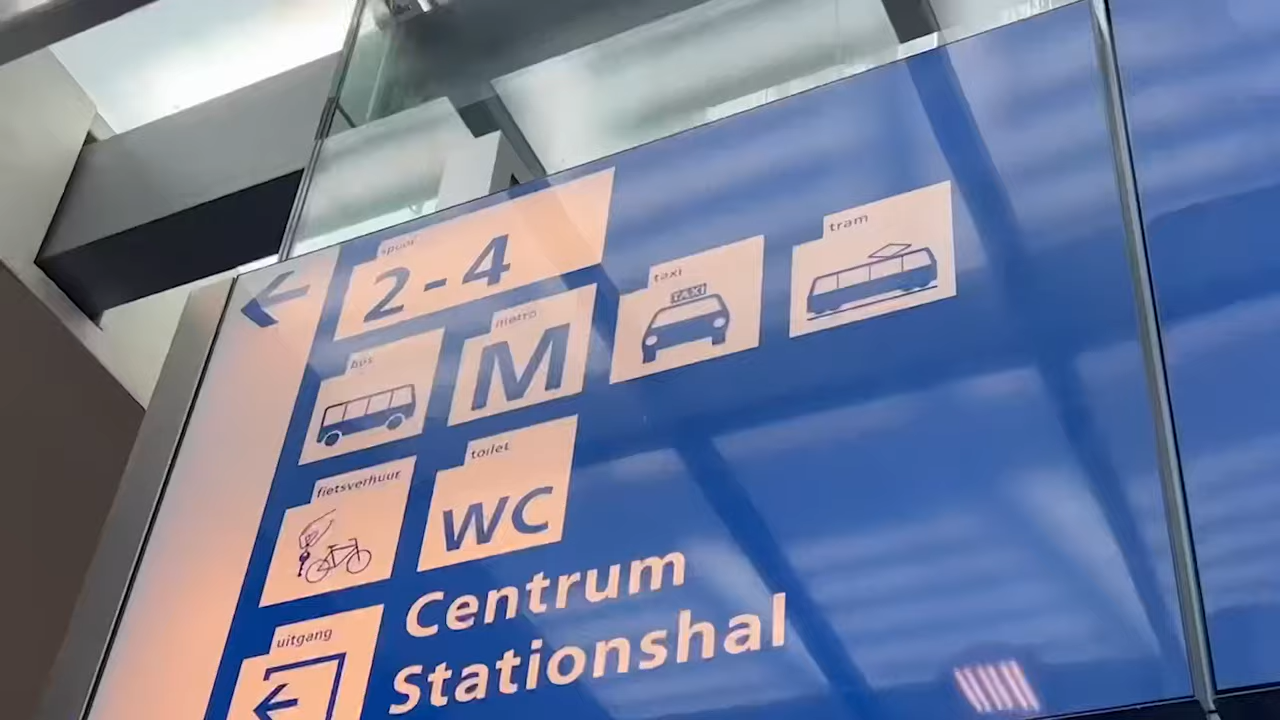 spoor
2-4
bus
metro
M
taxi
TAXI
tram
fietsverhuur
toilet
WC
uitgang
Centrum
Stationshal